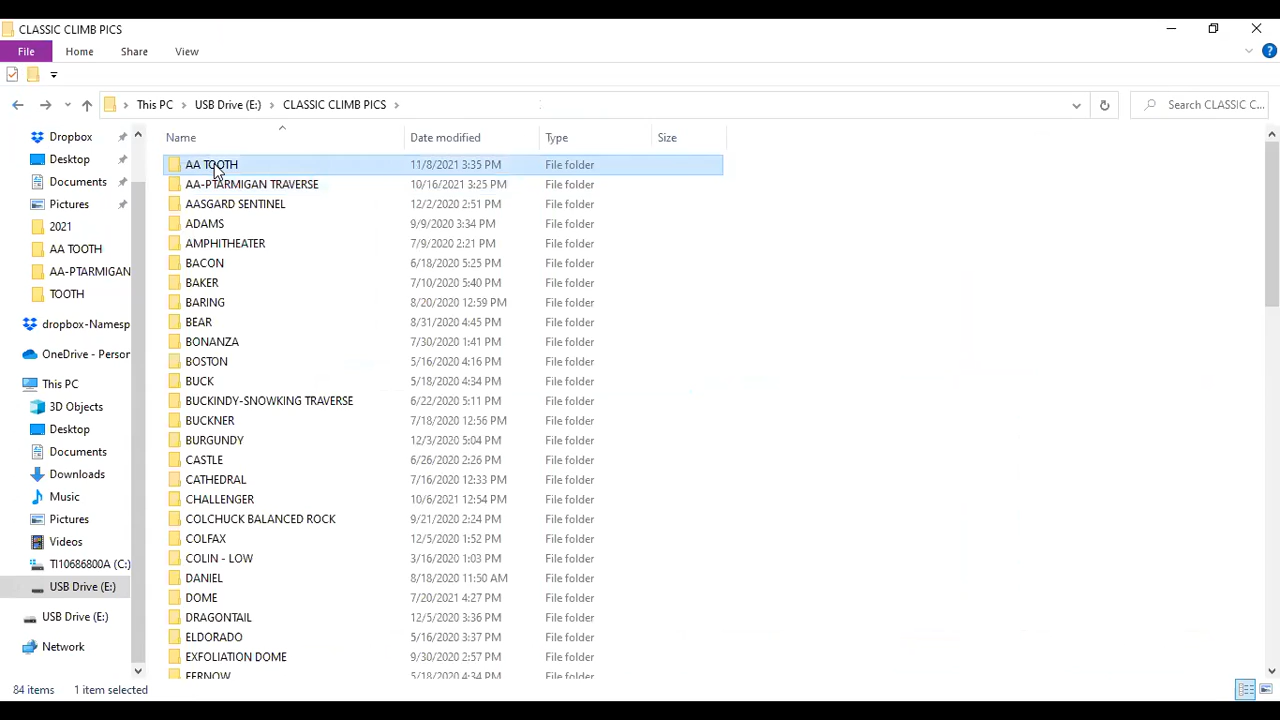 CLASSIC CLIMB PICS
File Home Share View
This PC USB Drive (E:) CLASSIC CLIMB PICS Search CLASSIC C...
Name Date modified Type Size
Dropbox
Desktop
Documents
Pictures
2021
AA TOOTH
AA-PTARMIGAN
TOOTH
dropbox-Namesp
OneDrive - Person
This PC
3D Objects
Desktop
Documents
Downloads
Music
Pictures
Videos
TI10686800A (C:)
USB Drive (E:)
USB Drive (E:)
Network
AA TOOTH 11/8/2021 3:35 PM File folder
AA-PTARMIGAN TRAVERSE 10/16/2021 3:25 PM File folder
AASGARD SENTINEL 12/2/2020 2:51 PM File folder
ADAMS 9/9/2020 3:34 PM File folder
AMPHITHEATER 7/9/2020 2:21 PM File folder
BACON 6/18/2020 5:25 PM File folder
BAKER 7/10/2020 5:40 PM File folder
BARING 8/20/2020 12:59 PM File folder
BEAR 8/31/2020 4:45 PM File folder
BONANZA 7/30/2020 1:41 PM File folder
BOSTON 5/16/2020 4:16 PM File folder
BUCK 5/18/2020 4:34 PM File folder
BUCKINDY-SNOWKING TRAVERSE 6/22/2020 5:11 PM File folder
BUCKNER 7/18/2020 12:56 PM File folder
BURGUNDY 12/3/2020 5:04 PM File folder
CASTLE 6/26/2020 2:26 PM File folder
CATHEDRAL 7/16/2020 12:33 PM File folder
CHALLENGER 10/6/2021 12:54 PM File folder
COLCHUCK BALANCED ROCK 9/21/2020 2:24 PM File folder
COLFAX 12/5/2020 1:52 PM File folder
COLIN - LOW 3/16/2020 1:03 PM File folder
DANIEL 8/18/2020 11:50 AM File folder
DOME 7/20/2021 4:27 PM File folder
DRAGONTAIL 12/5/2020 3:36 PM File folder
ELDORADO 5/16/2020 3:37 PM File folder
EXFOLIATION DOME 9/30/2020 2:57 PM File folder
FERNOW 5/18/2020 4:34 PM File folder
84 items 1 item selected